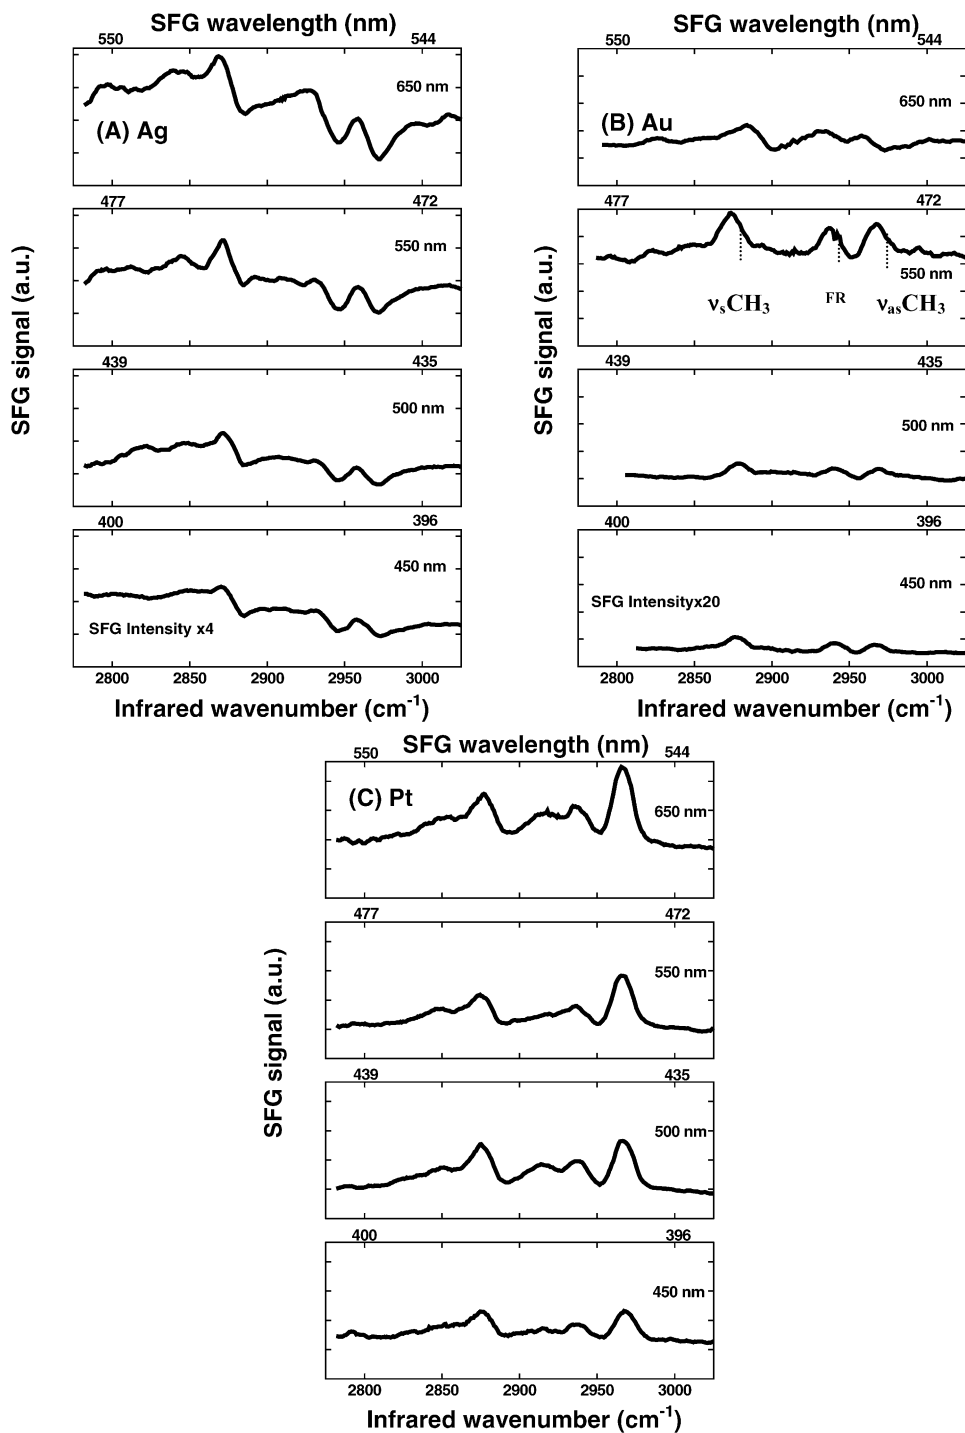 SFG wavelength (nm)
550 544
650 nm
(A) Ag
477 472
550 nm
439 435
500 nm
400 396
450 nm
SFG Intensity x4
2800 2850 2900 2950 3000
Infrared wavenumber (cm-1)
SFG signal (a.u.)
SFG wavelength (nm)
550 544
650 nm
(B) Au
477 472
550 nm
νsCH3 FR νasCH3
439 435
500 nm
400 396
450 nm
SFG Intensityx20
2800 2850 2900 2950 3000
Infrared wavenumber (cm-1)
SFG signal (a.u.)
SFG wavelength (nm)
550 544
(C) Pt
650 nm
477 472
550 nm
439 435
500 nm
400 396
450 nm
2800 2850 2900 2950 3000
Infrared wavenumber (cm-1)
SFG signal (a.u.)